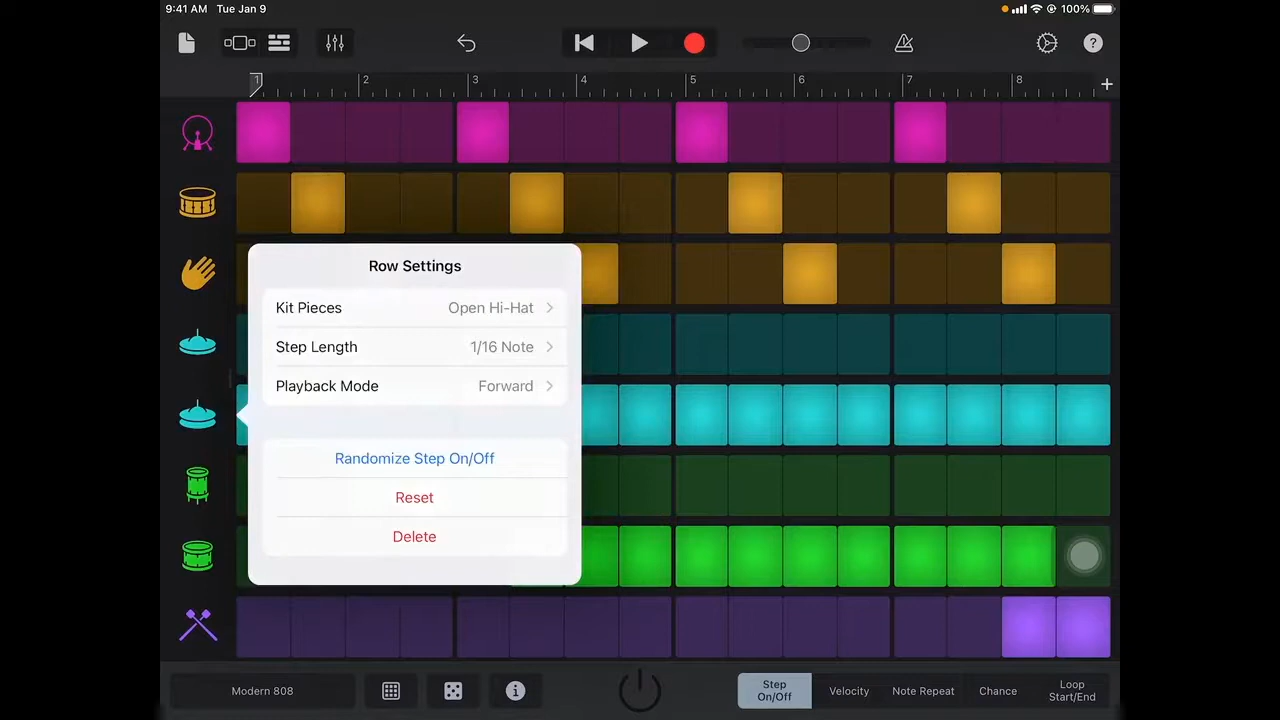 9:41 AM Tue Jan 9
100%
1 2 3 4 5 6 7 8 +
Row Settings
Kit Pieces Open Hi-Hat
Step Length 1/16 Note
Playback Mode Forward
Randomize Step On/Off
Reset
Delete
Modern 808
Step
On/Off
Velocity
Note Repeat
Chance
Loop
Start/End